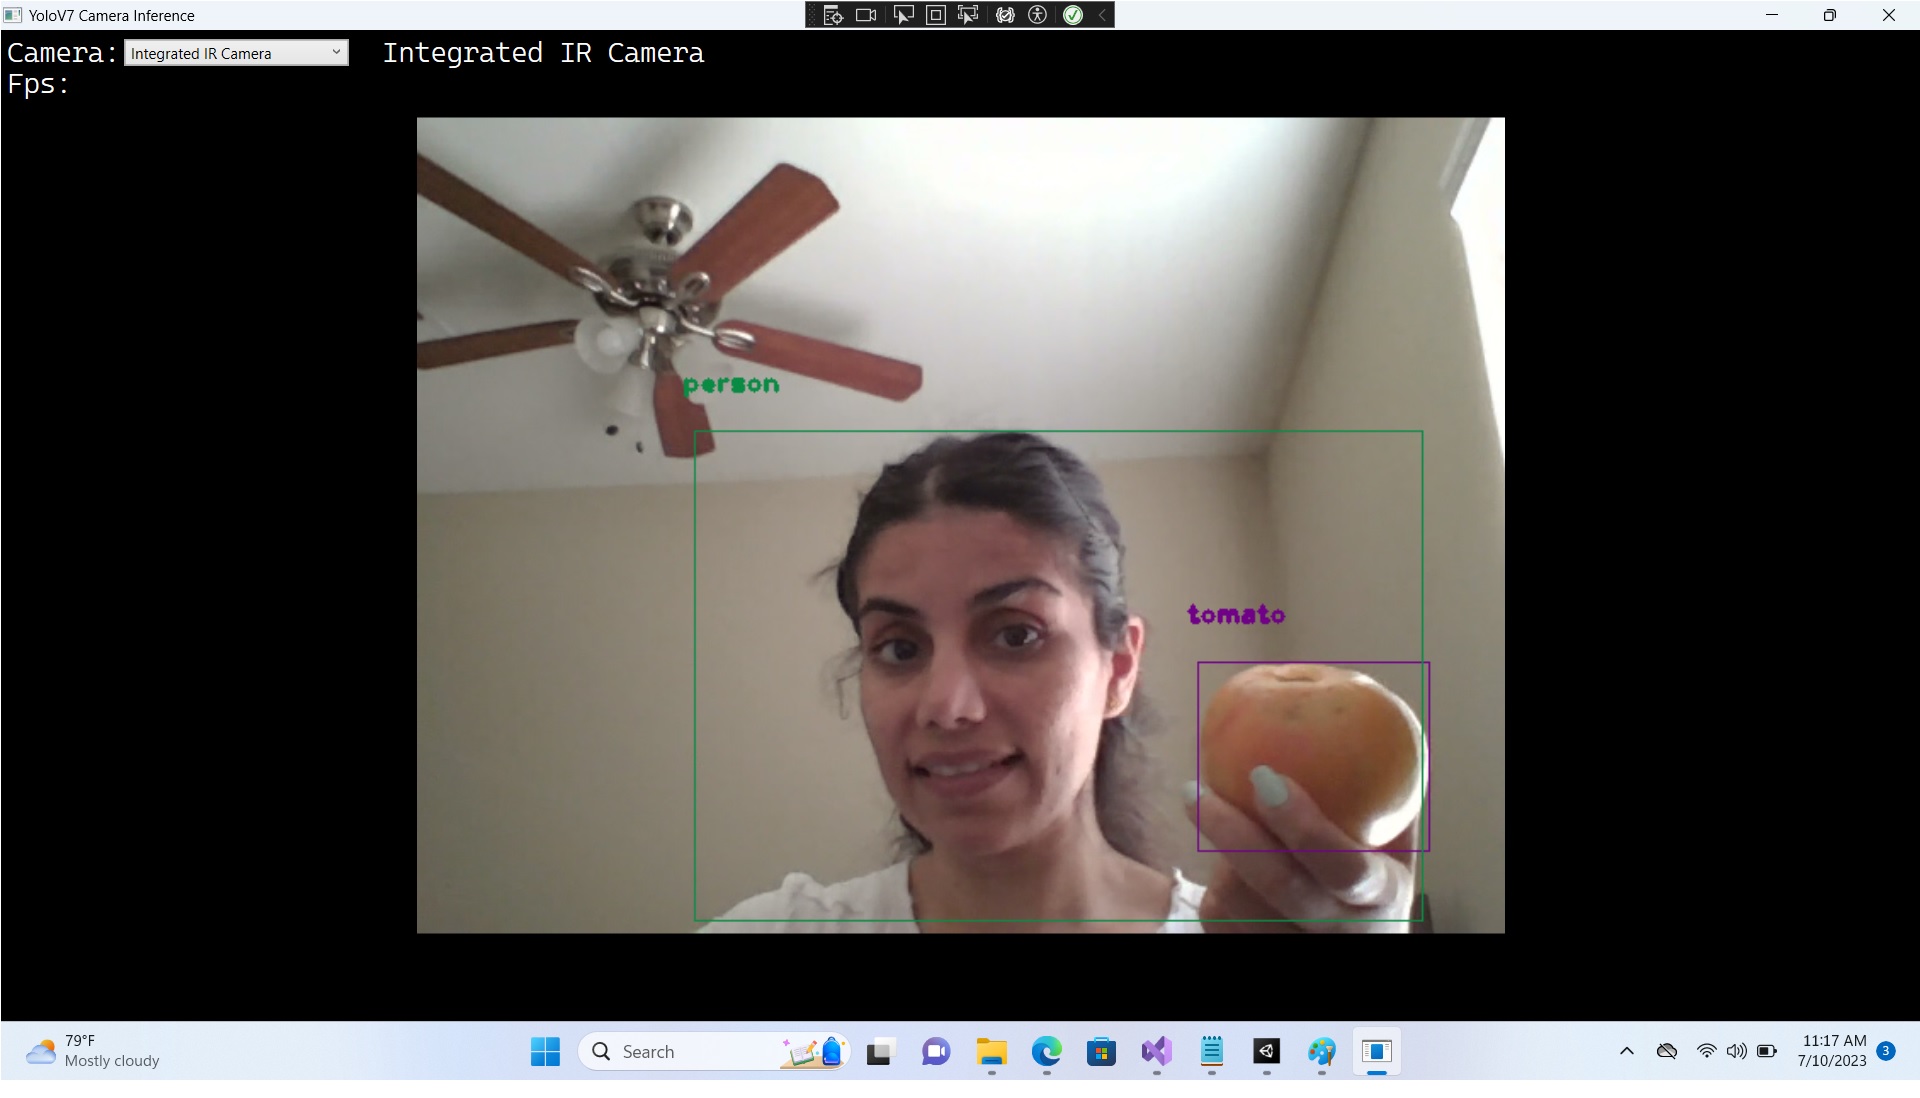 YoloV7 Camera Inference
Camera: Integrated IR Camera Integrated IR Camera
Fps:
person
tomato
79°F
Mostly cloudy
Search
11:17 AM
7/10/2023
3